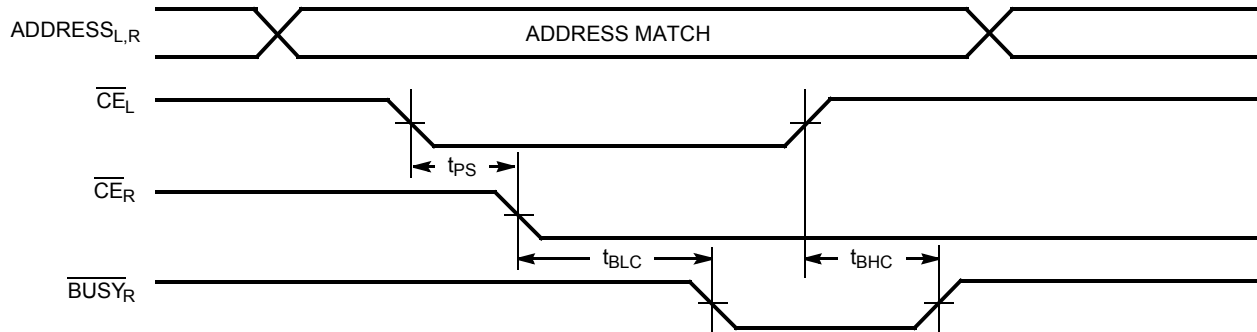 ADDRESSL,R
ADDRESS MATCH
CEL
tPS
CER
tBLC
tBHC
BUSYR